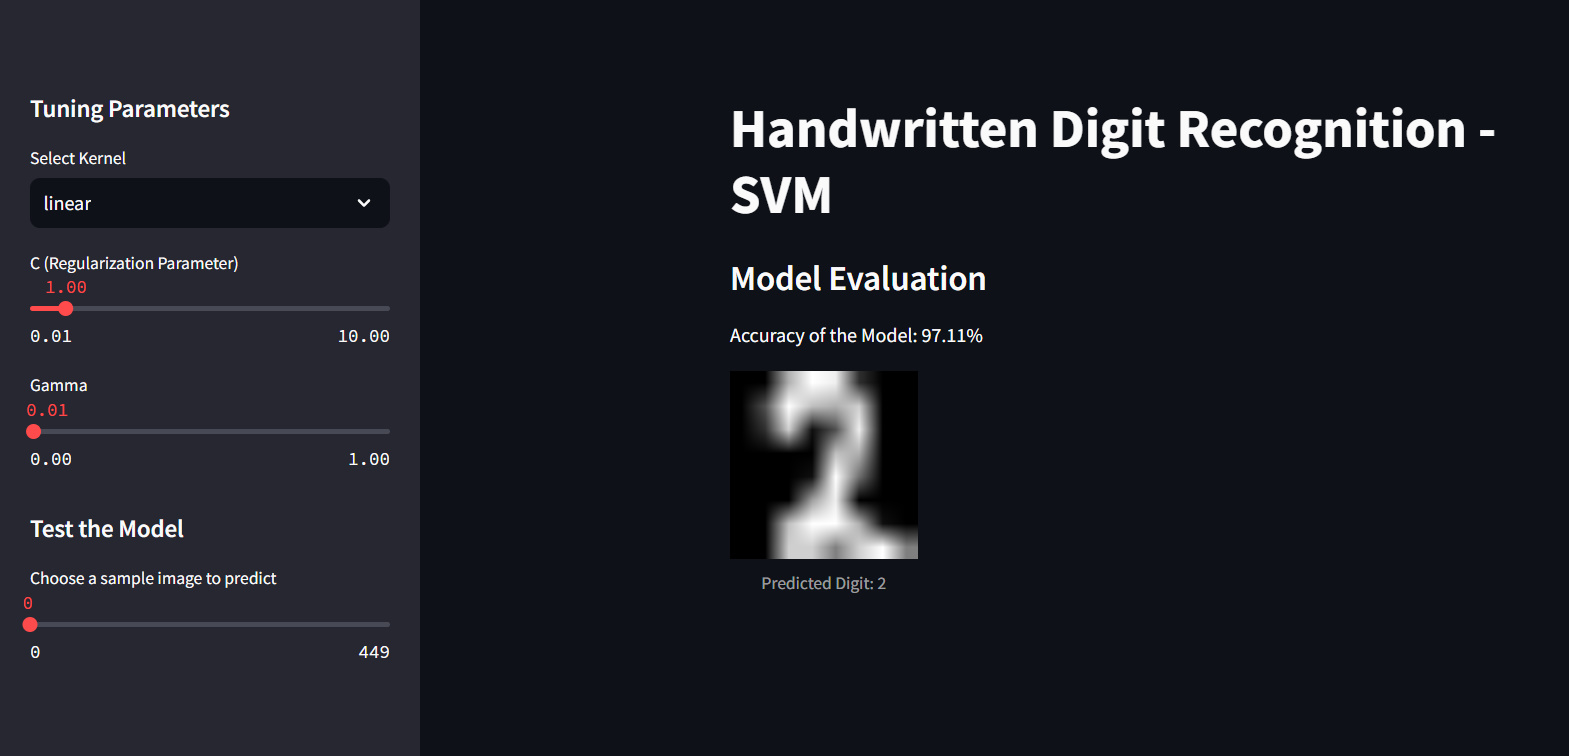 Tuning Parameters
Select Kernel
linear
C (Regularization Parameter)
1.00
0.01 10.00
Gamma
0.01
0.00 1.00
Test the Model
Choose a sample image to predict
0
0 449
Handwritten Digit Recognition -
SVM
Model Evaluation
Accuracy of the Model: 97.11%
2
Predicted Digit: 2